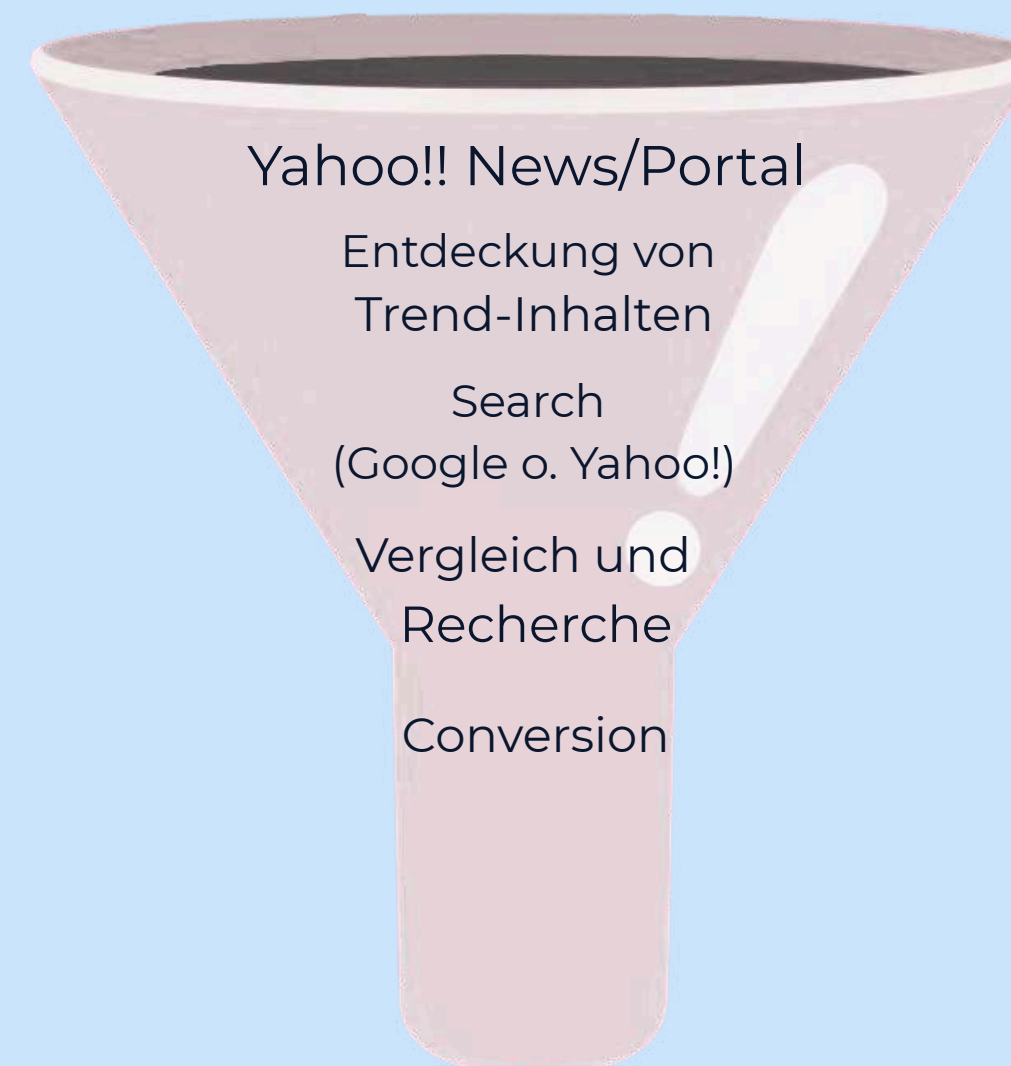 Yahoo!! News/Portal
Entdeckung von
Trend-Inhalten
Search
(Google o. Yahoo!)
Vergleich und
Recherche
Conversion